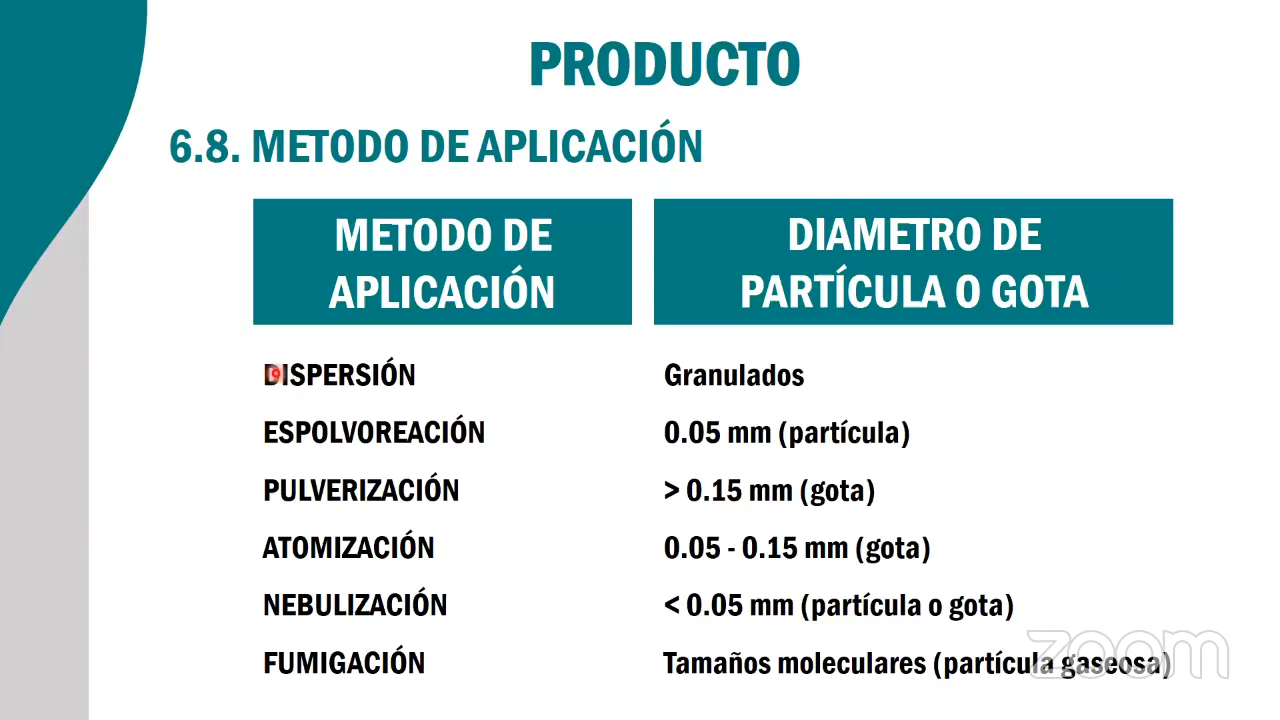 PRODUCTO
6.8. METODO DE APLICACIÓN
METODO DE
APLICACIÓN
DIAMETRO DE
PARTÍCULA O GOTA
DISPERSIÓN Granulados
ESPOLVOREACIÓN 0.05 mm (partícula)
PULVERIZACIÓN > 0.15 mm (gota)
ATOMIZACIÓN 0.05 - 0.15 mm (gota)
NEBULIZACIÓN < 0.05 mm (partícula o gota)
FUMIGACIÓN Tamaños moleculares (partícula gaseosa)
zoom